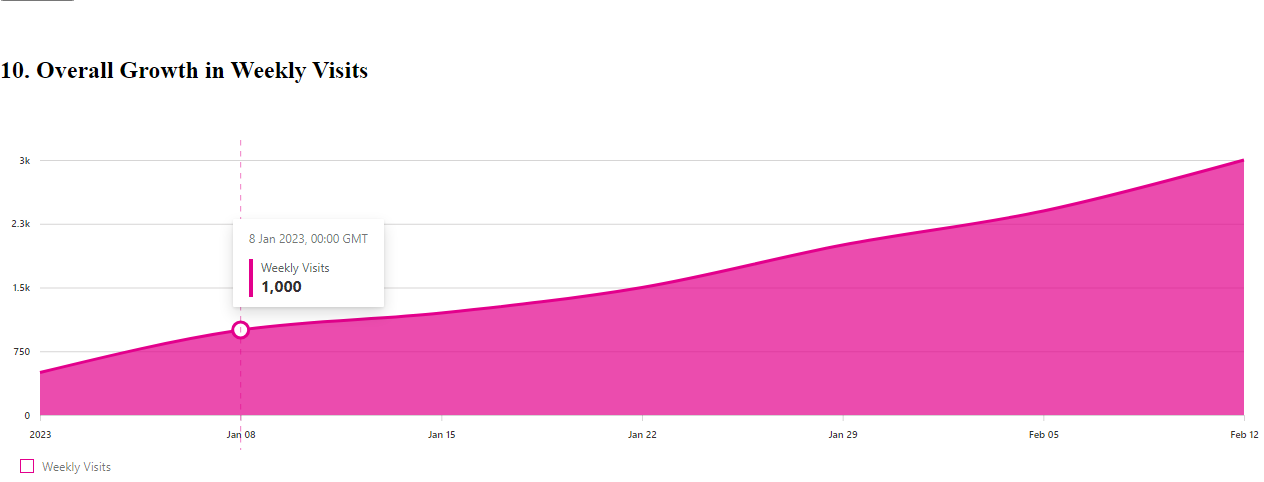 10. Overall Growth in Weekly Visits
3k
2.3k
8 Jan 2023, 00:00 GMT
Weekly Visits
1,000
1.5k
750
0
2023 Jan 08 Jan 15 Jan 22 Jan 29 Feb 05 Feb 12
Weekly Visits